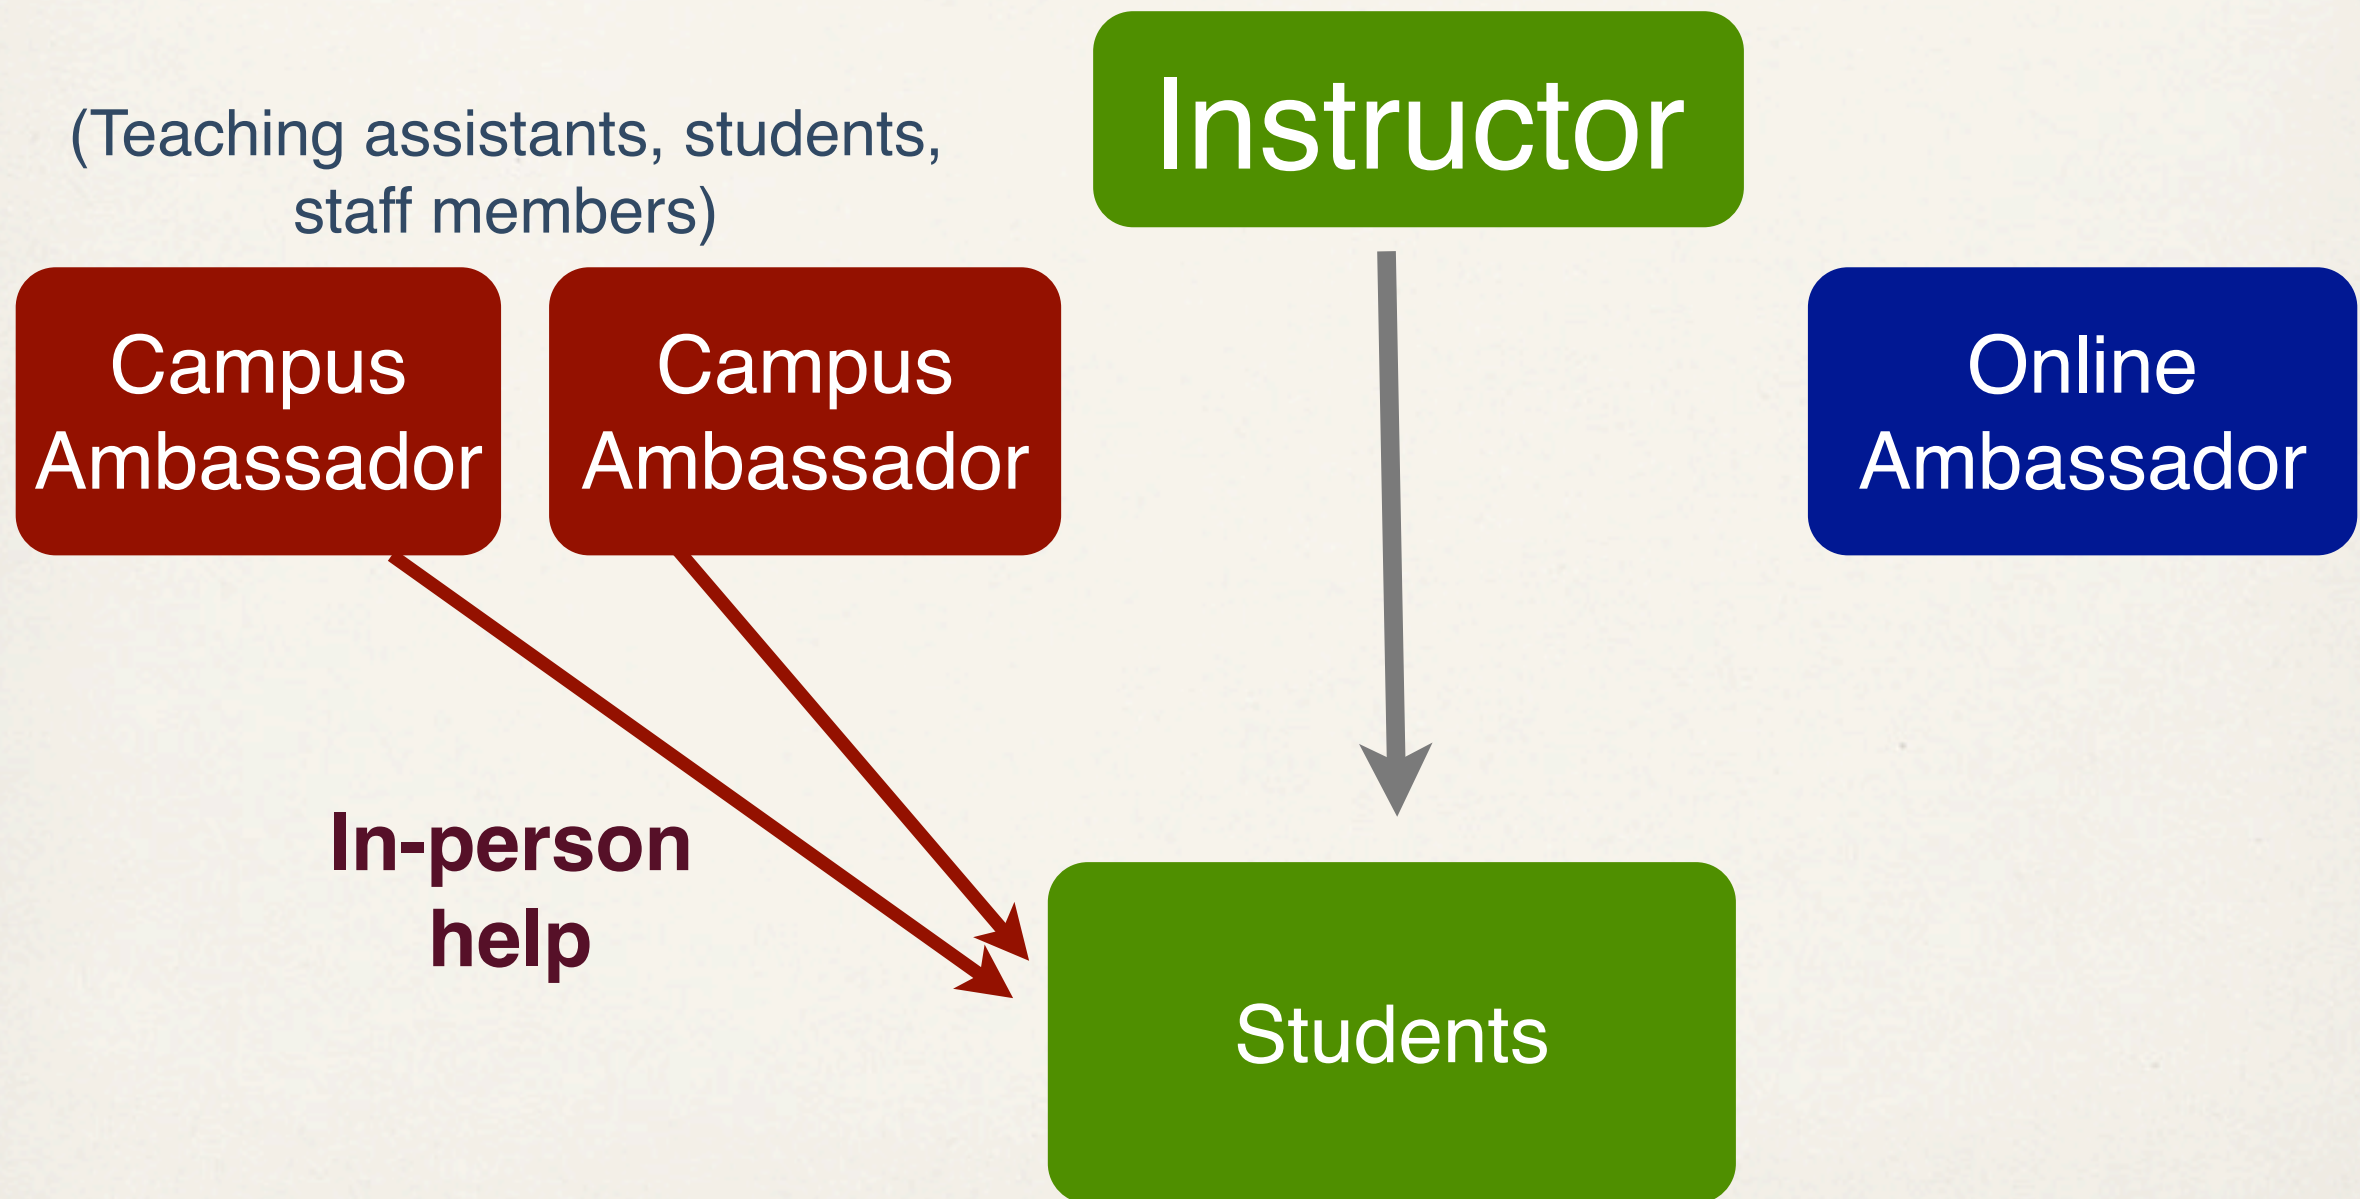 Instructor
(Teaching assistants, students,
staff members)
Campus
Ambassador
Campus
Ambassador
Online
Ambassador
In-person
help
Students